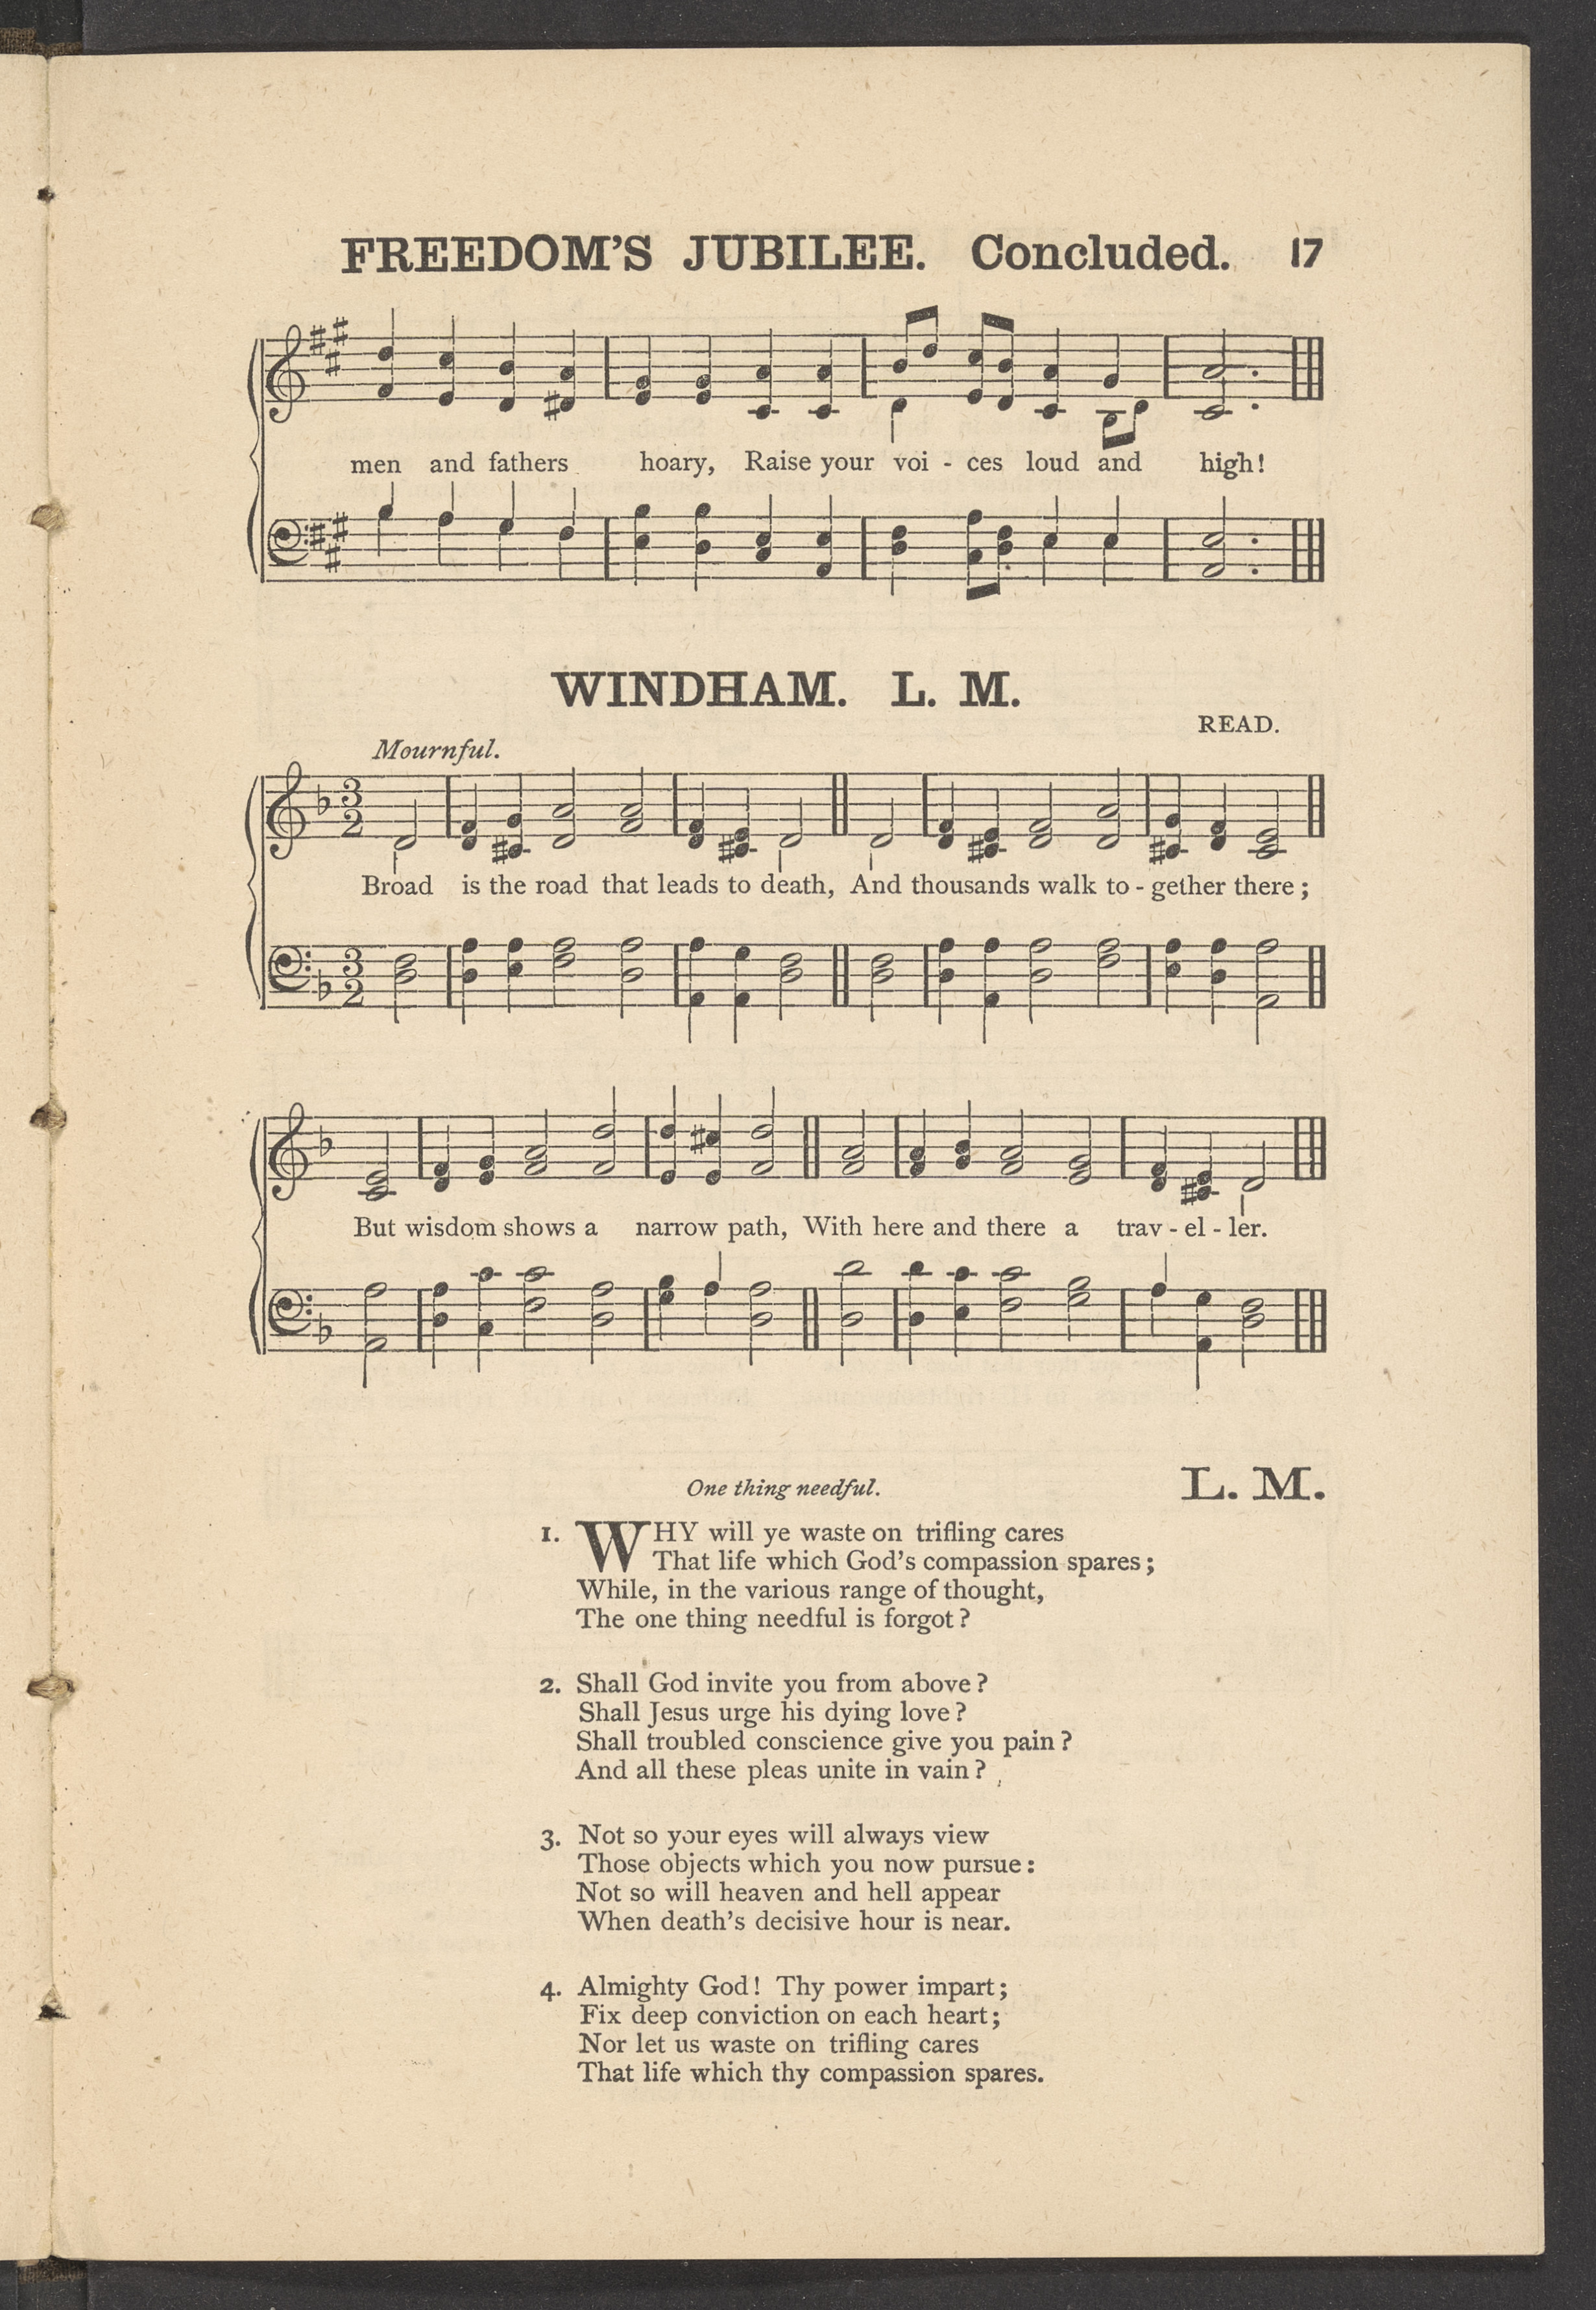 FREEDOM'S JUBILEE. Concluded. 17
men and fathers hoary, Raise your voi - ces loud and high!
WINDHAM. L. M.
READ.
Mournful.
Broad is the road that leads to death, And thousands walk to - gether there;
But wisdom shows a narrow path, With here and there a trav - el - ler.
One thing needful. L. M.
1. WHY will ye waste on trifling cares
That life which God's compassion spares;
While, in the various range of thought,
The one thing needful is forgot?
2. Shall God invite you from above?
Shall Jesus urge his dying love?
Shall troubled conscience give you pain?
And all these pleas unite in vain?
3. Not so your eyes will always view
Those objects which you now pursue:
Not so will heaven and hell appear
When death's decisive hour is near.
4. Almighty God! Thy power impart;
Fix deep conviction on each heart;
Nor let us waste on trifling cares
That life which thy compassion spares.